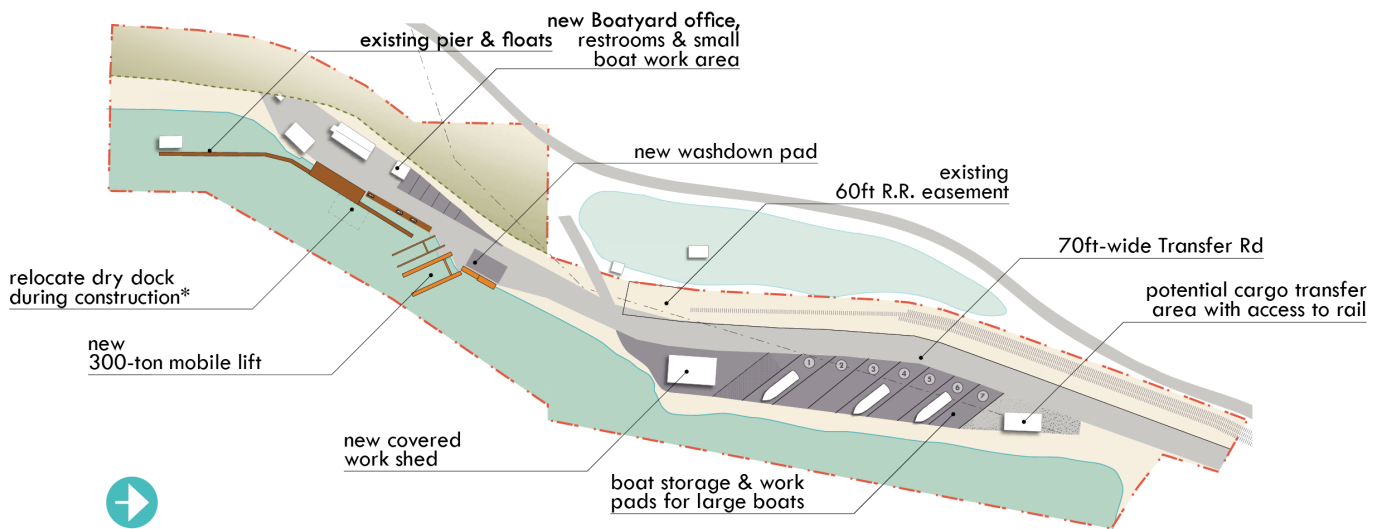 existing pier & floats
new Boatyard office,
restrooms & small
boat work area
new washdown pad
existing
60ft R.R. easement
70ft-wide Transfer Rd
potential cargo transfer
area with access to rail
relocate dry dock
during construction*
new
300-ton mobile lift
new covered
work shed
boat storage & work
pads for large boats
1
2
3
4
5
6
7